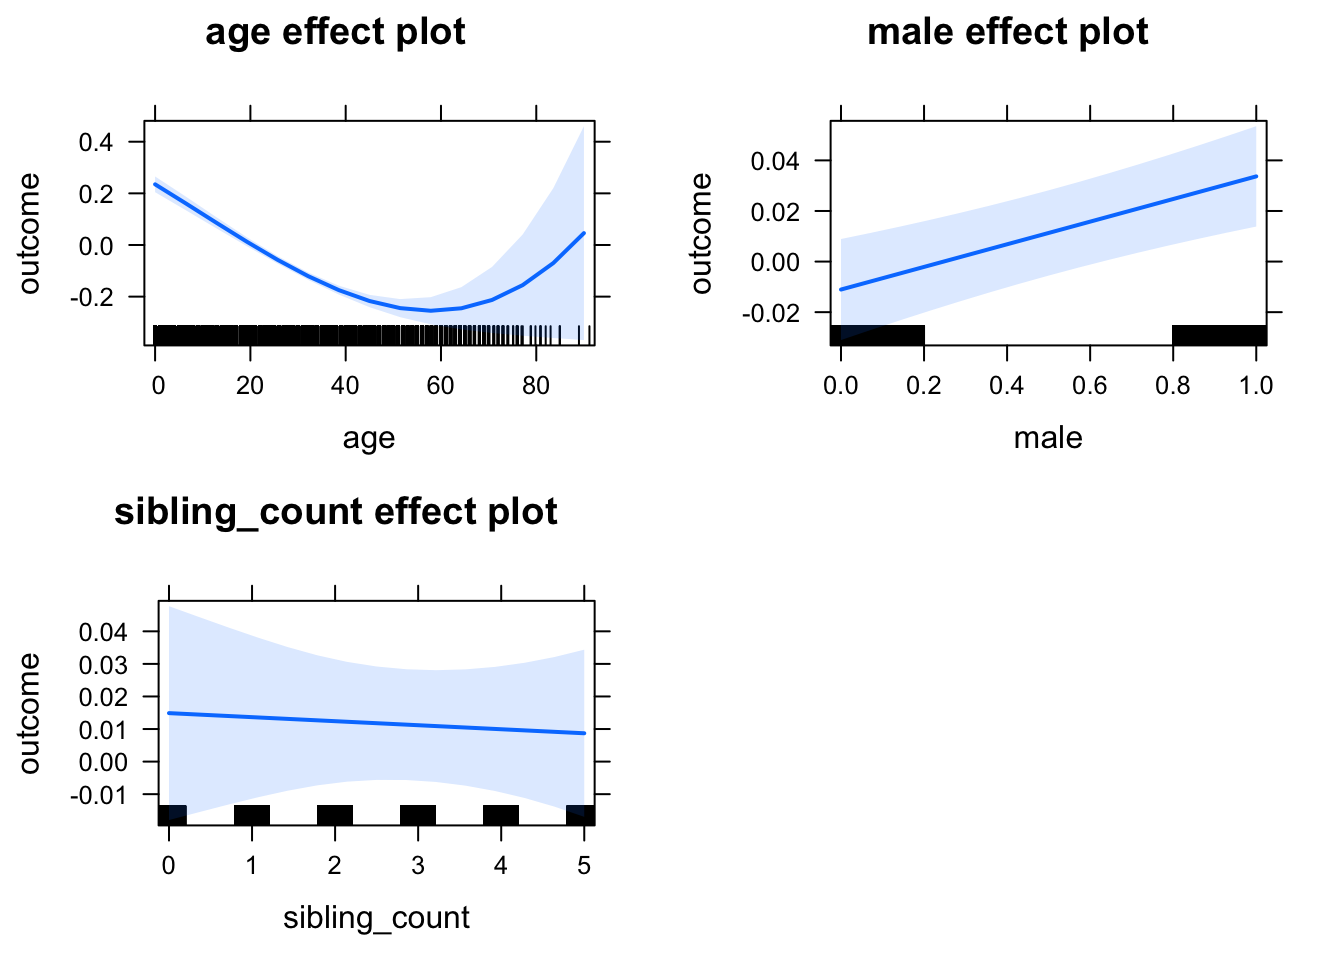 age effect plot
0.4
0.2
0.0
-0.2
outcome
0 20 40 60 80
age
male effect plot
0.04
0.02
0.00
-0.02
outcome
0.0 0.2 0.4 0.6 0.8 1.0
male
sibling_count effect plot
0.04
0.03
0.02
0.01
0.00
-0.01
outcome
0 1 2 3 4 5
sibling_count